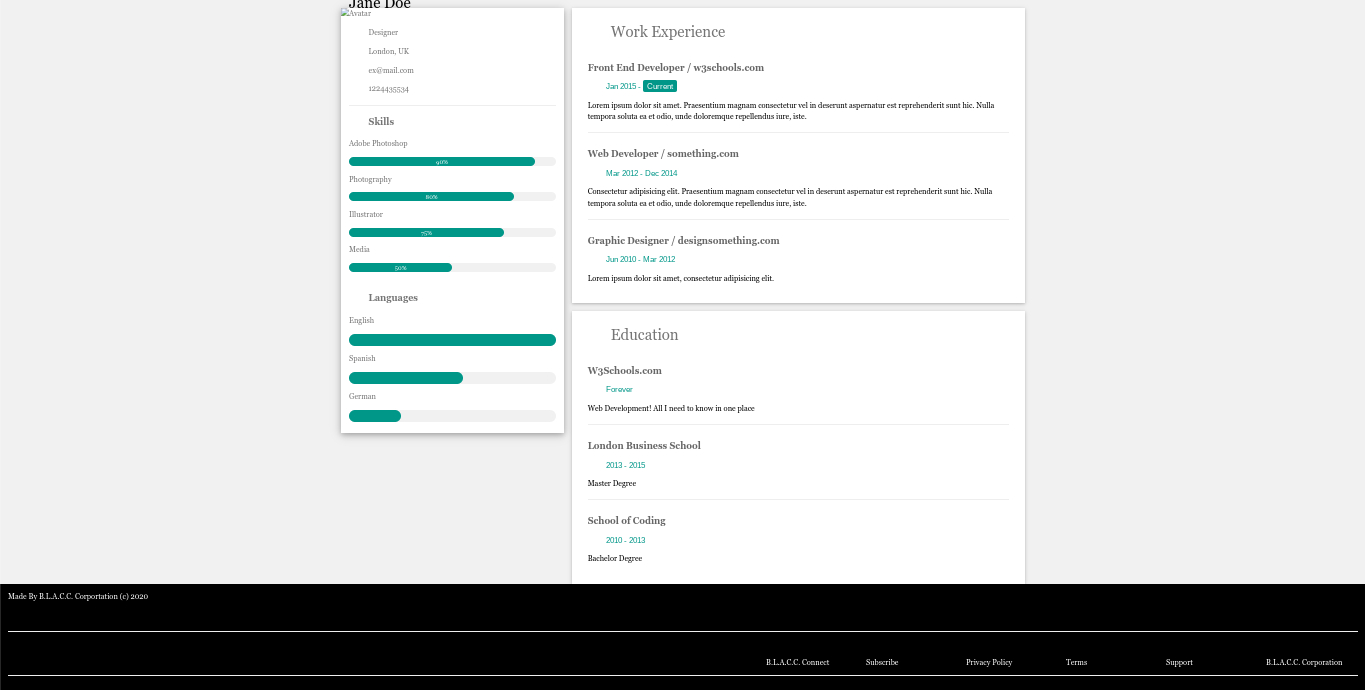 Jane Doe
Avatar
Designer
London, UK
ex@mail.com
1224435534
Skills
Adobe Photoshop
90%
Photography
80%
Illustrator
75%
Media
50%
Languages
English
Spanish
German
Work Experience
Front End Developer / w3schools.com
Jan 2015 - Current
Lorem ipsum dolor sit amet. Praesentium magnam consectetur vel in deserunt aspernatur est reprehenderit sunt hic. Nulla
tempora soluta ea et odio, unde doloremque repellendus iure, iste.
Web Developer / something.com
Mar 2012 - Dec 2014
Consectetur adipisicing elit. Praesentium magnam consectetur vel in deserunt aspernatur est reprehenderit sunt hic. Nulla
tempora soluta ea et odio, unde doloremque repellendus iure, iste.
Graphic Designer / designsomething.com
Jun 2010 - Mar 2012
Lorem ipsum dolor sit amet, consectetur adipisicing elit.
Education
W3Schools.com
Forever
Web Development! All I need to know in one place
London Business School
2013 - 2015
Master Degree
School of Coding
2010 - 2013
Bachelor Degree
Made By B.L.A.C.C. Corportation (c) 2020
B.L.A.C.C. Connect Subscribe Privacy Policy Terms Support B.L.A.C.C. Corporation